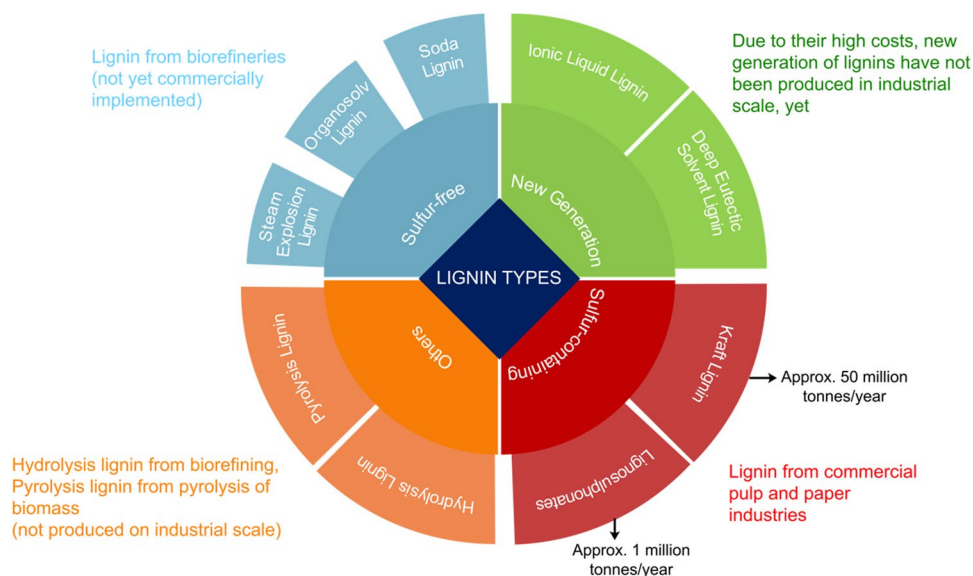 Lignin from biorefineries
(not yet commercially
implemented)
Soda
Lignin
Organosolv
Lignin
Steam
Explosion
Lignin
Sulfur-free
Ionic Liquid Lignin
Deep Eutectic
Solvent Lignin
New Generation
Due to their high costs, new
generation of lignins have not
been produced in industrial
scale, yet
LIGNIN TYPES
Others
Pyrolysis Lignin
Hydrolysis Lignin
Hydrolysis lignin from biorefining,
Pyrolysis lignin from pyrolysis of
biomass
(not produced on industrial scale)
Sulfur-containing
Kraft Lignin
Lignosulphonates
Approx. 50 million
tonnes/year
Lignin from commercial
pulp and paper
industries
Approx. 1 million
tonnes/year